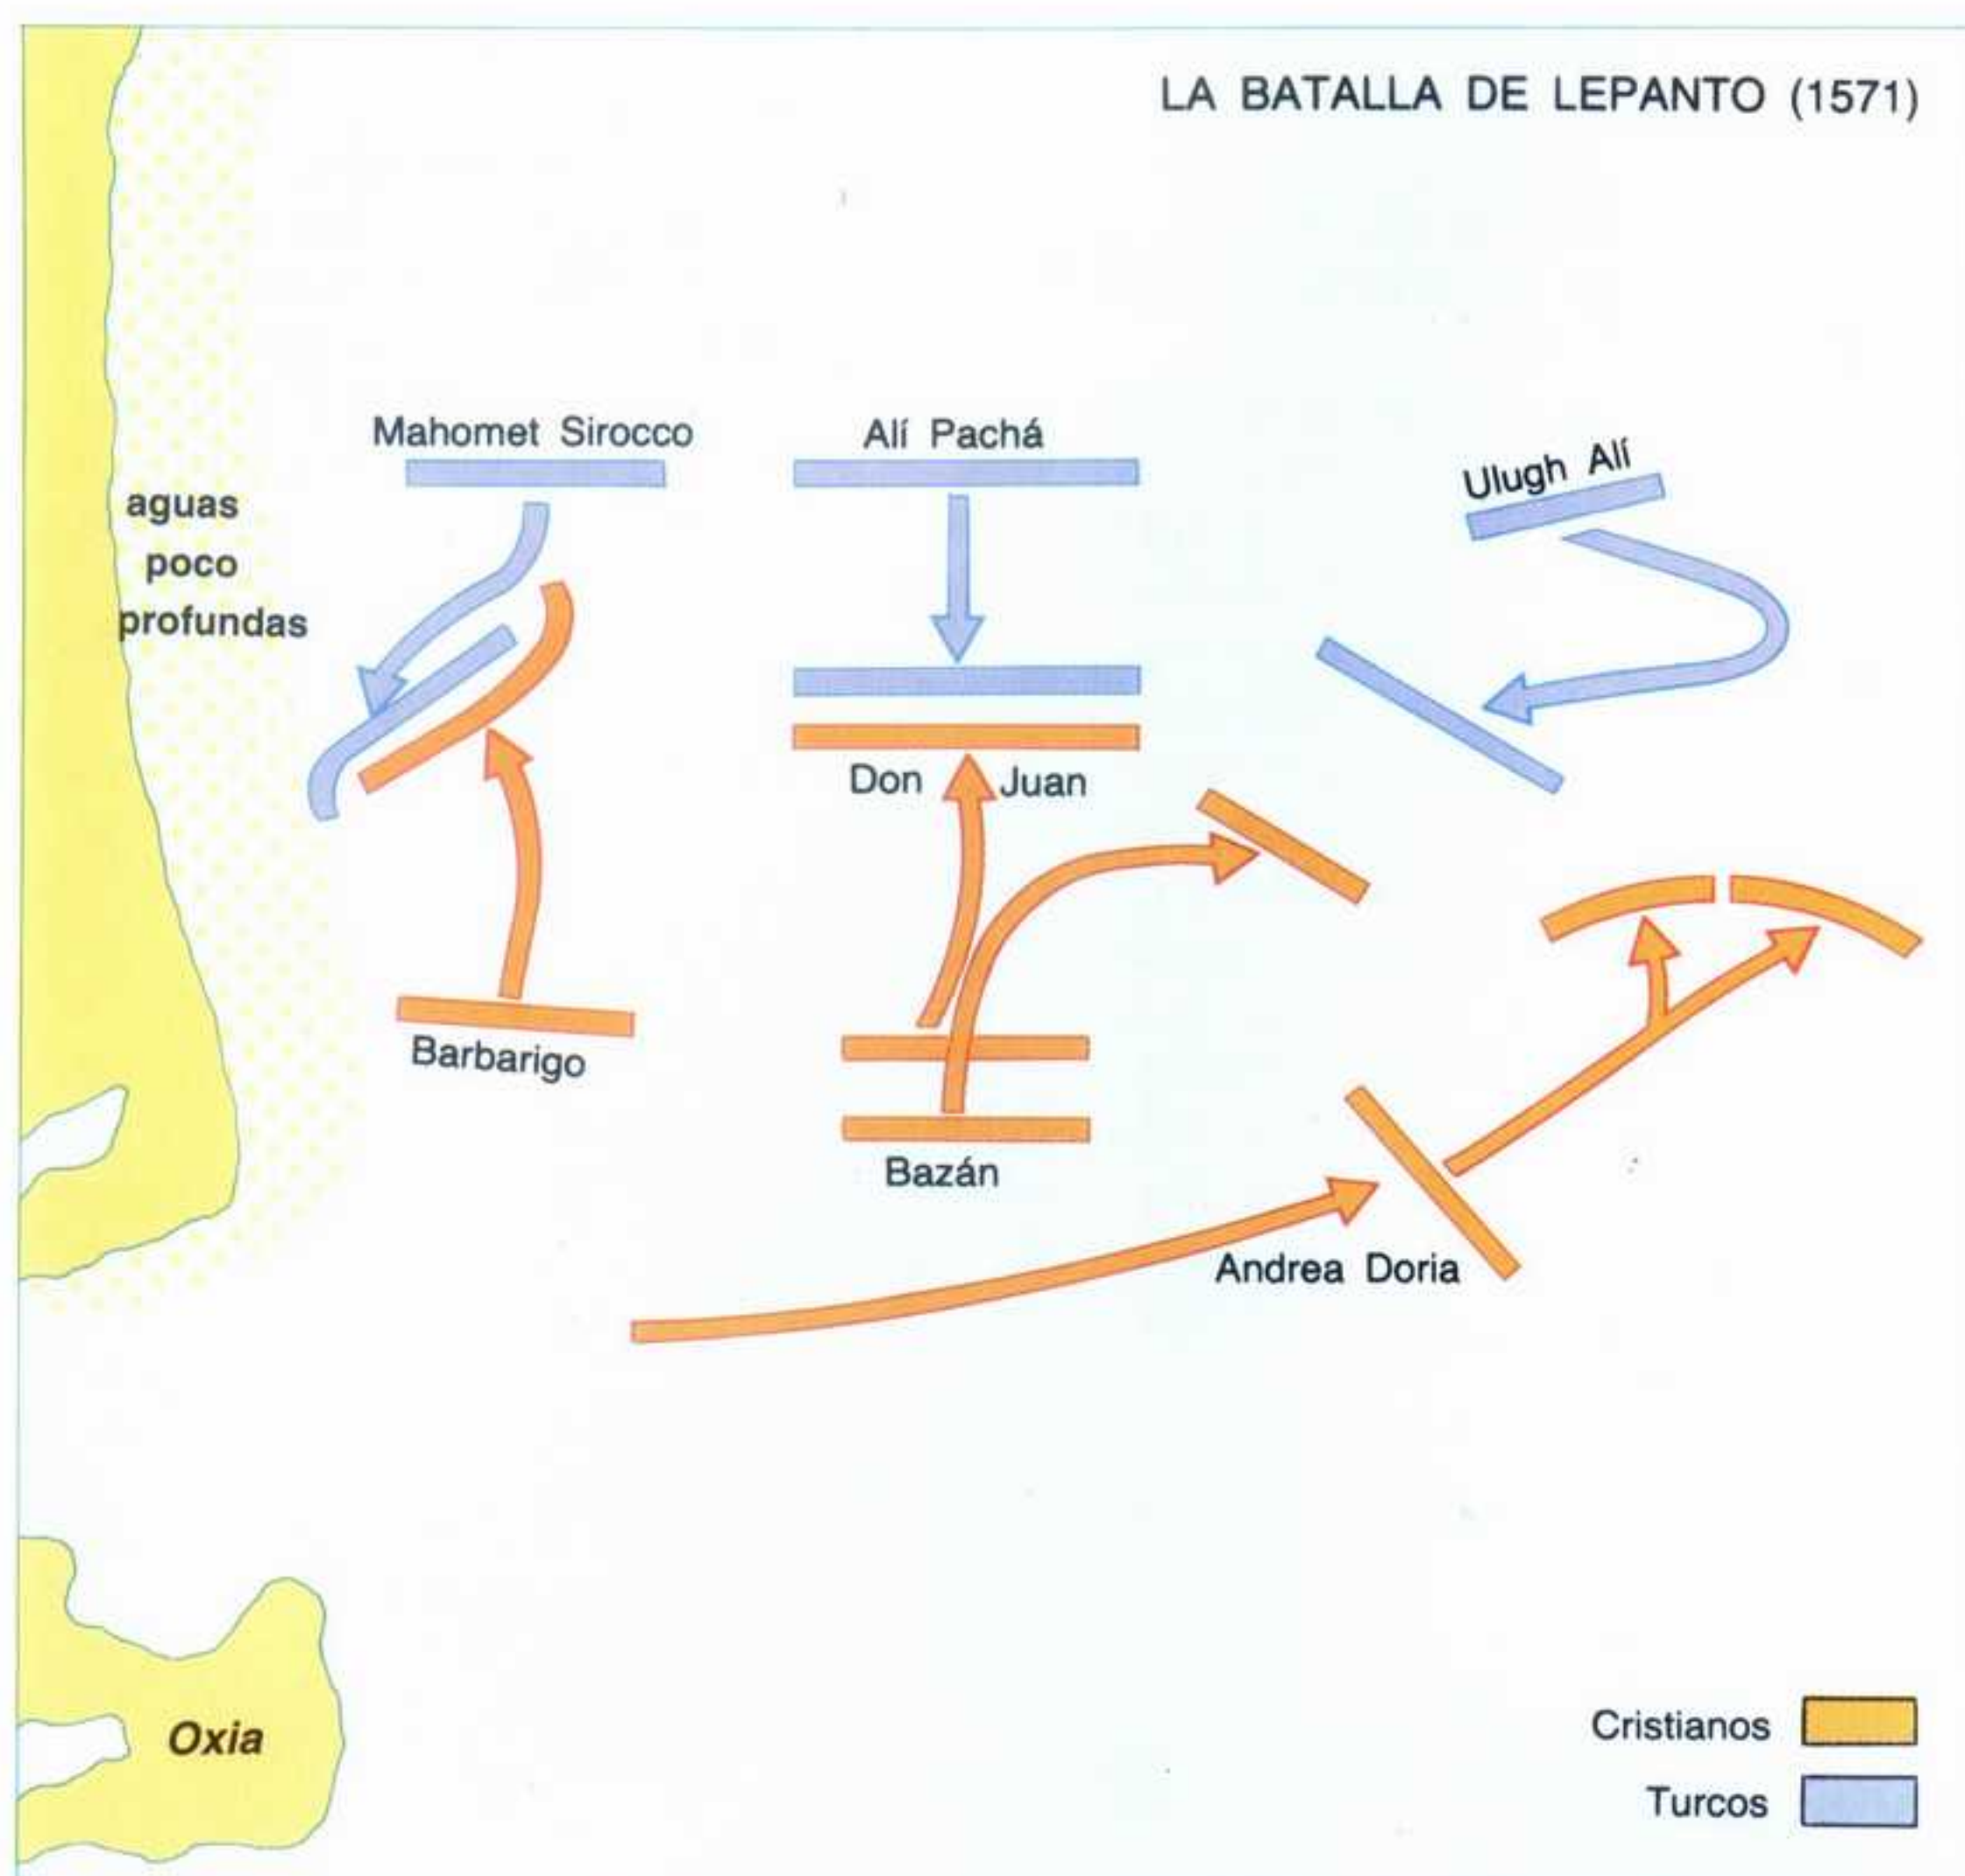 LA BATALLA DE LEPANTO (1571)
Mahomet Sirocco
Alí Pachá
Ulugh Alí
aguas
poco
profundas
Don Juan
Barbarigo
Bazán
Andrea Doria
Oxia
Cristianos
Turcos